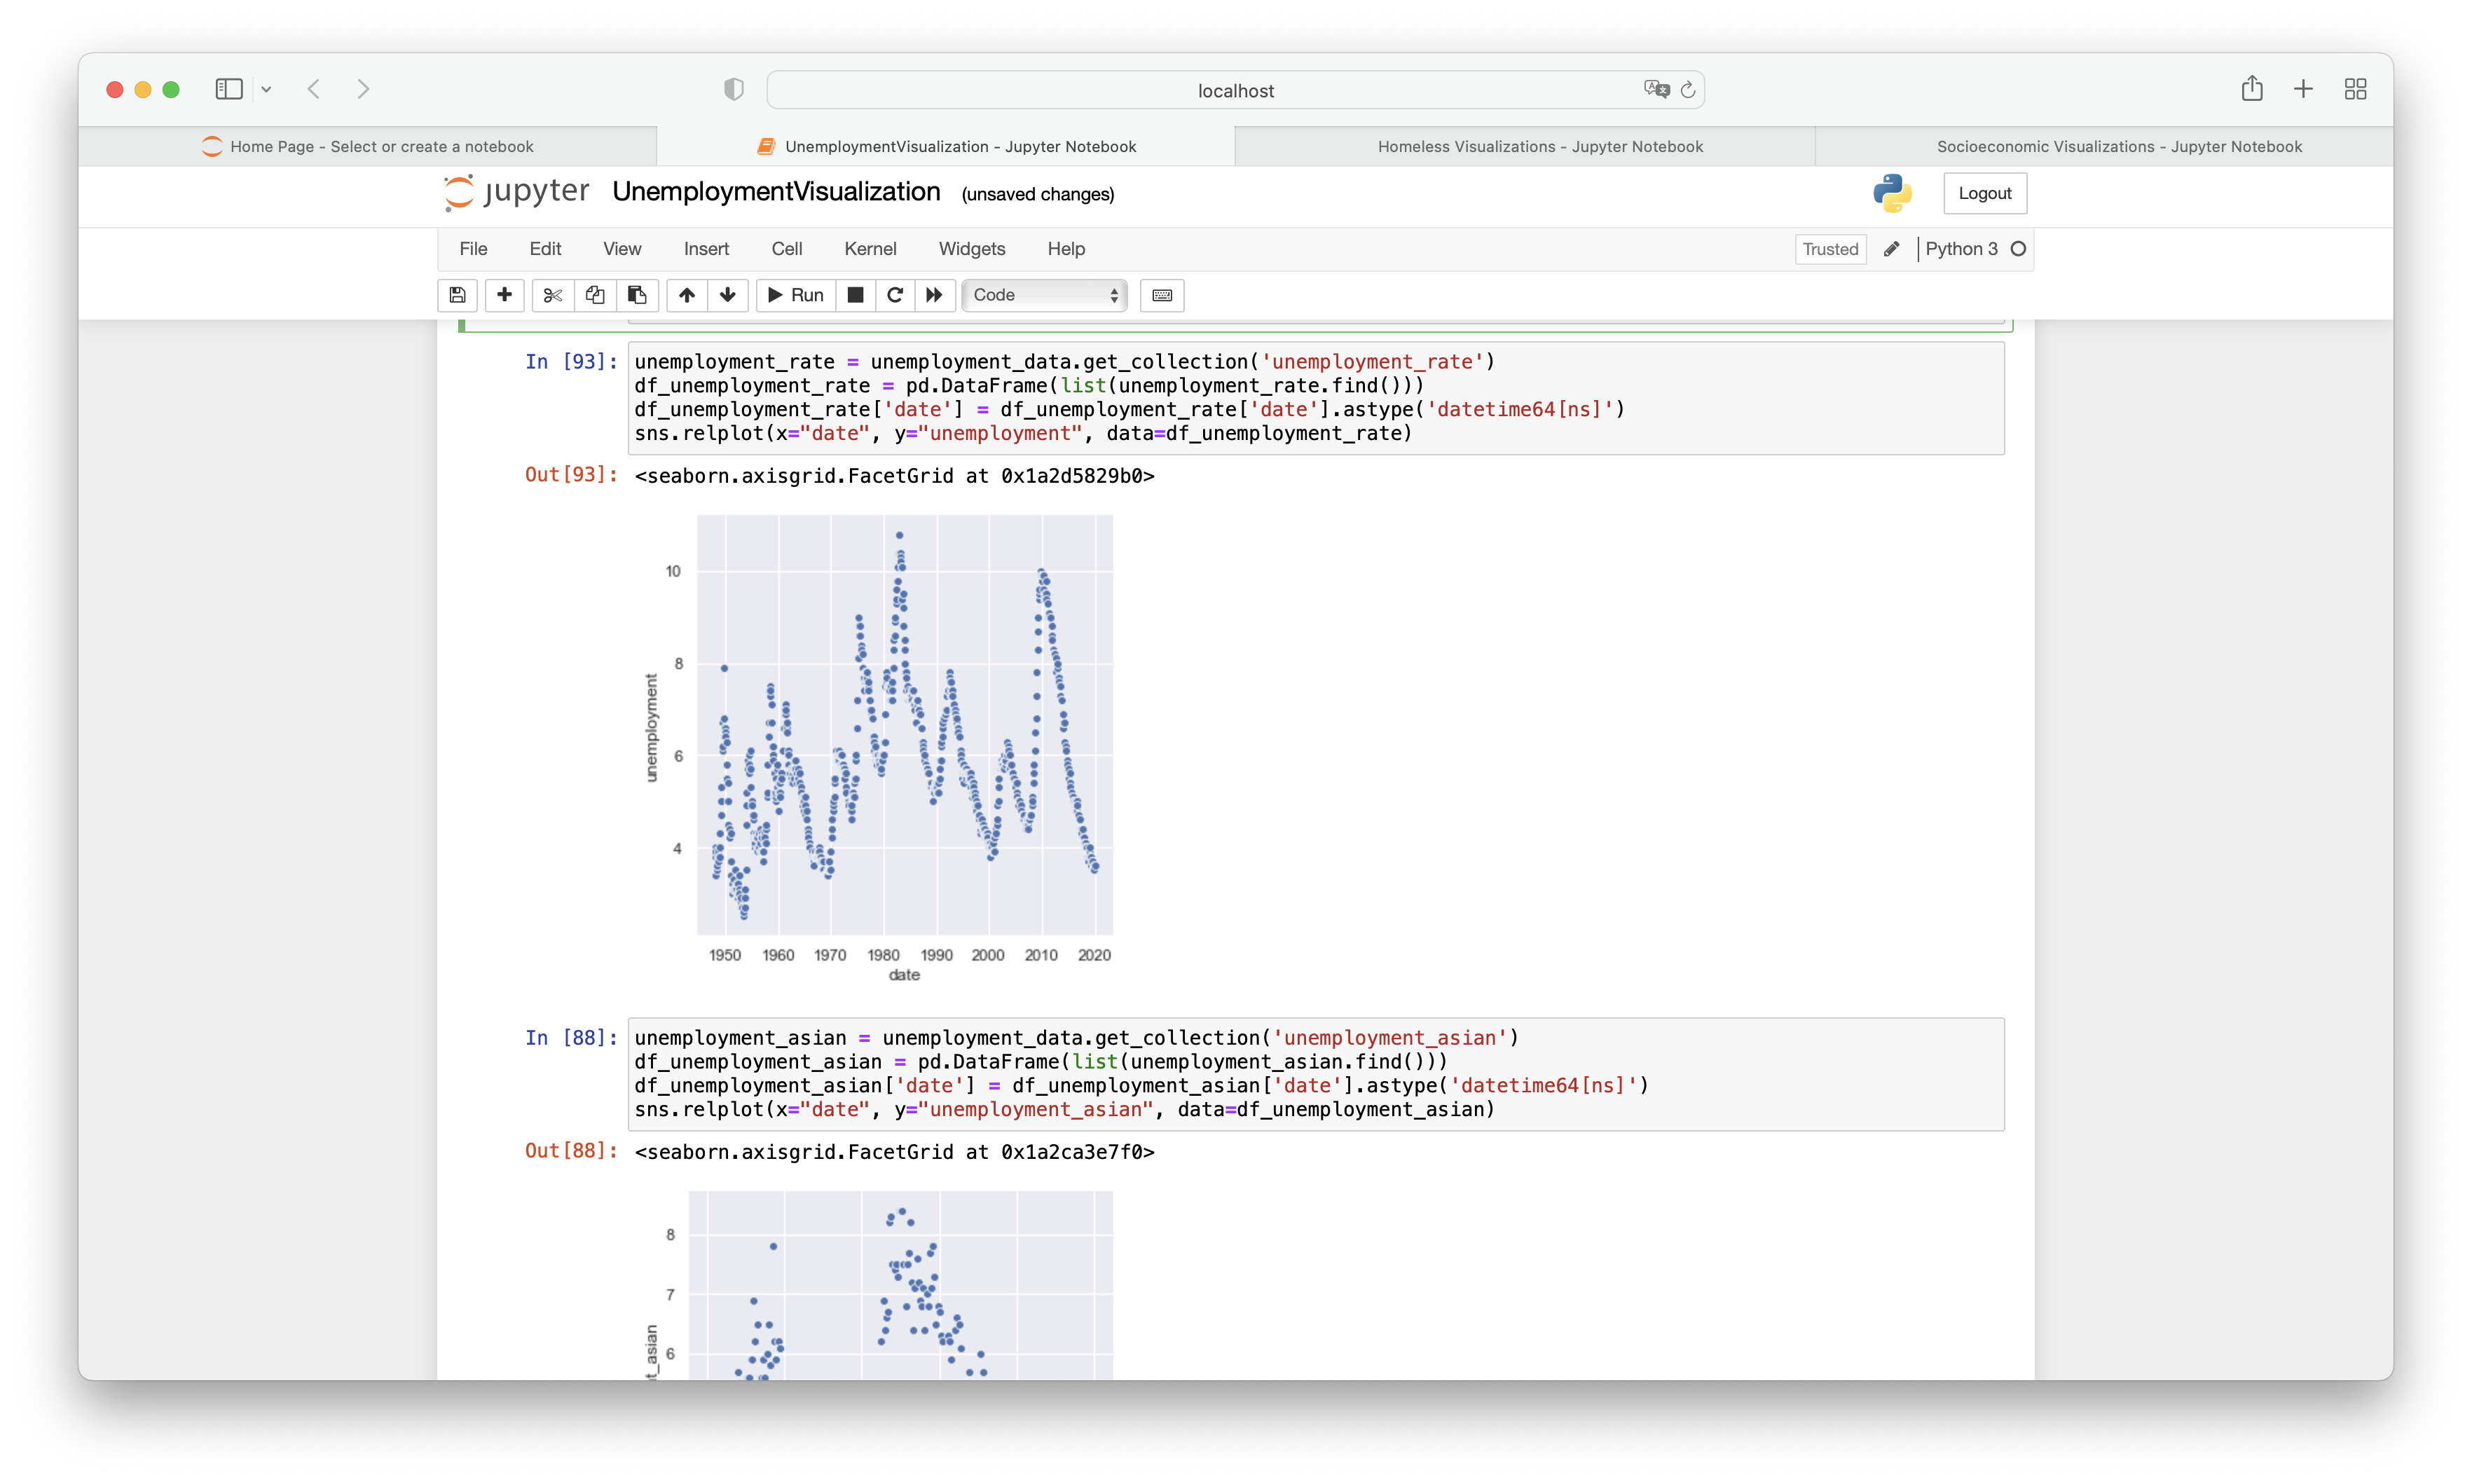 localhost
Home Page - Select or create a notebook
UnemploymentVisualization - Jupyter Notebook
Homeless Visualizations - Jupyter Notebook
Socioeconomic Visualizations - Jupyter Notebook
jupyter UnemploymentVisualization (unsaved changes)
Logout
File Edit View Insert Cell Kernel Widgets Help
Trusted Python 3
Run Code
In [93]: unemployment_rate = unemployment_data.get_collection('unemployment_rate')
df_unemployment_rate = pd.DataFrame(list(unemployment_rate.find()))
df_unemployment_rate['date'] = df_unemployment_rate['date'].astype('datetime64[ns]')
sns.relplot(x="date", y="unemployment", data=df_unemployment_rate)
Out[93]: <seaborn.axisgrid.FacetGrid at 0x1a2d5829b0>
10
8
6
4
unemployment
1950 1960 1970 1980 1990 2000 2010 2020
date
In [88]: unemployment_asian = unemployment_data.get_collection('unemployment_asian')
df_unemployment_asian = pd.DataFrame(list(unemployment_asian.find()))
df_unemployment_asian['date'] = df_unemployment_asian['date'].astype('datetime64[ns]')
sns.relplot(x="date", y="unemployment_asian", data=df_unemployment_asian)
Out[88]: <seaborn.axisgrid.FacetGrid at 0x1a2ca3e7f0>
8
7
6
t_asian